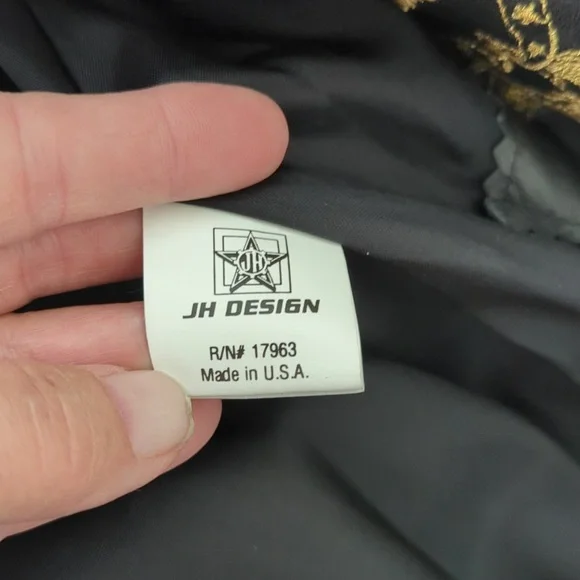 JH
JH DESIGN
R/N# 17963
Made in U.S.A.